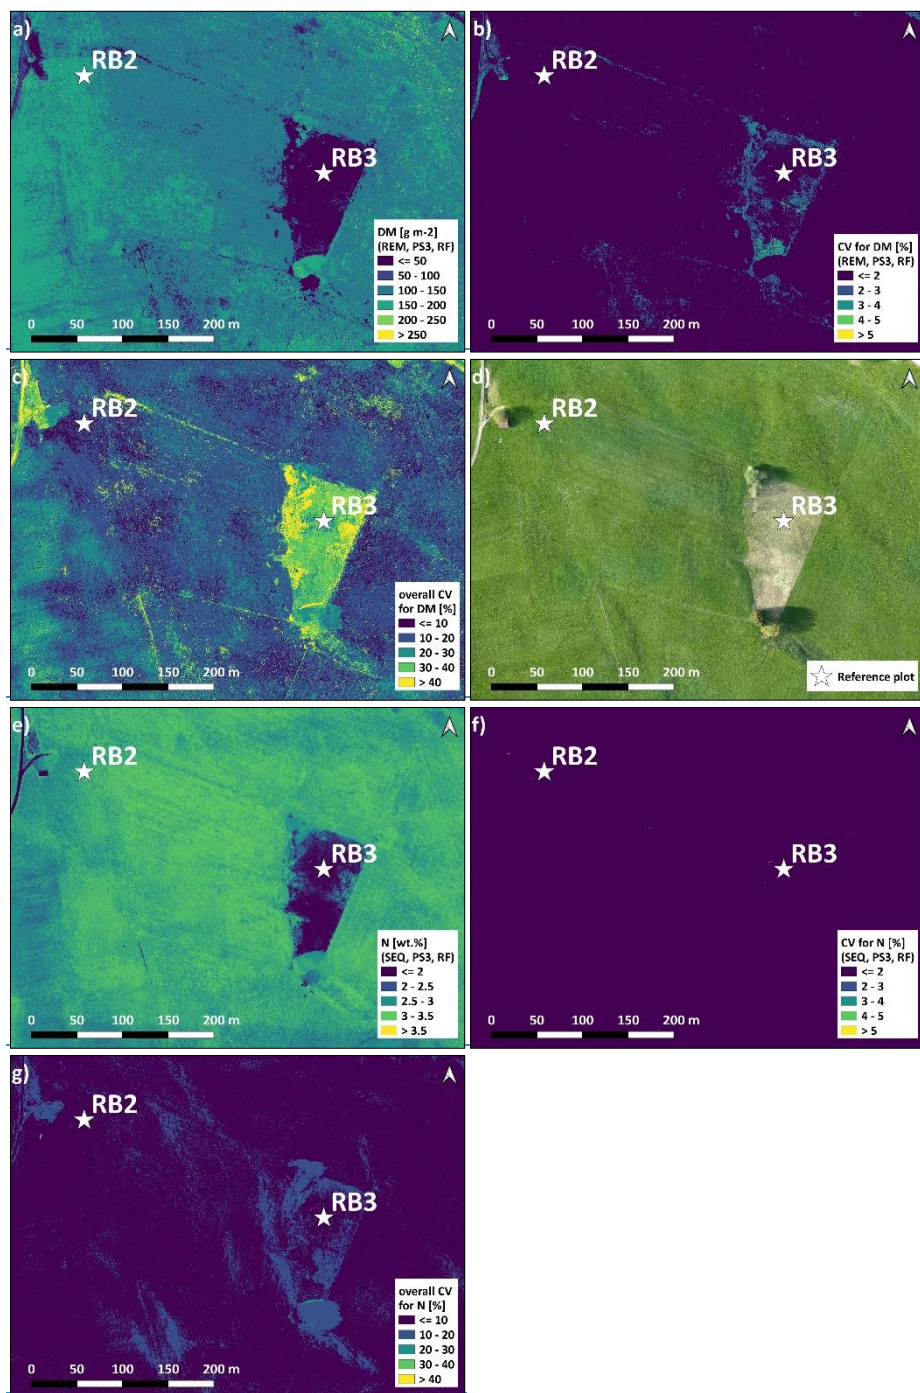 a)
RB2
RB3
DM [g m-2]
(REM, PS3, RF)
<= 50
50 - 100
100 - 150
150 - 200
200 - 250
> 250
0 50 100 150 200 m
b)
RB2
RB3
CV for DM [%]
(REM, PS3, RF)
<= 2
2 - 3
3 - 4
4 - 5
> 5
0 50 100 150 200 m
c)
RB2
RB3
overall CV
for DM [%]
<= 10
10 - 20
20 - 30
30 - 40
> 40
0 50 100 150 200 m
d)
RB2
RB3
Reference plot
0 50 100 150 200 m
e)
RB2
RB3
N [wt.%]
(SEQ, PS3, RF)
<= 2
2 - 2.5
2.5 - 3
3 - 3.5
> 3.5
0 50 100 150 200 m
f)
RB2
RB3
CV for N [%]
(SEQ, PS3, RF)
<= 2
2 - 3
3 - 4
4 - 5
> 5
0 50 100 150 200 m
g)
RB2
RB3
overall CV
for N [%]
<= 10
10 - 20
20 - 30
30 - 40
> 40
0 50 100 150 200 m